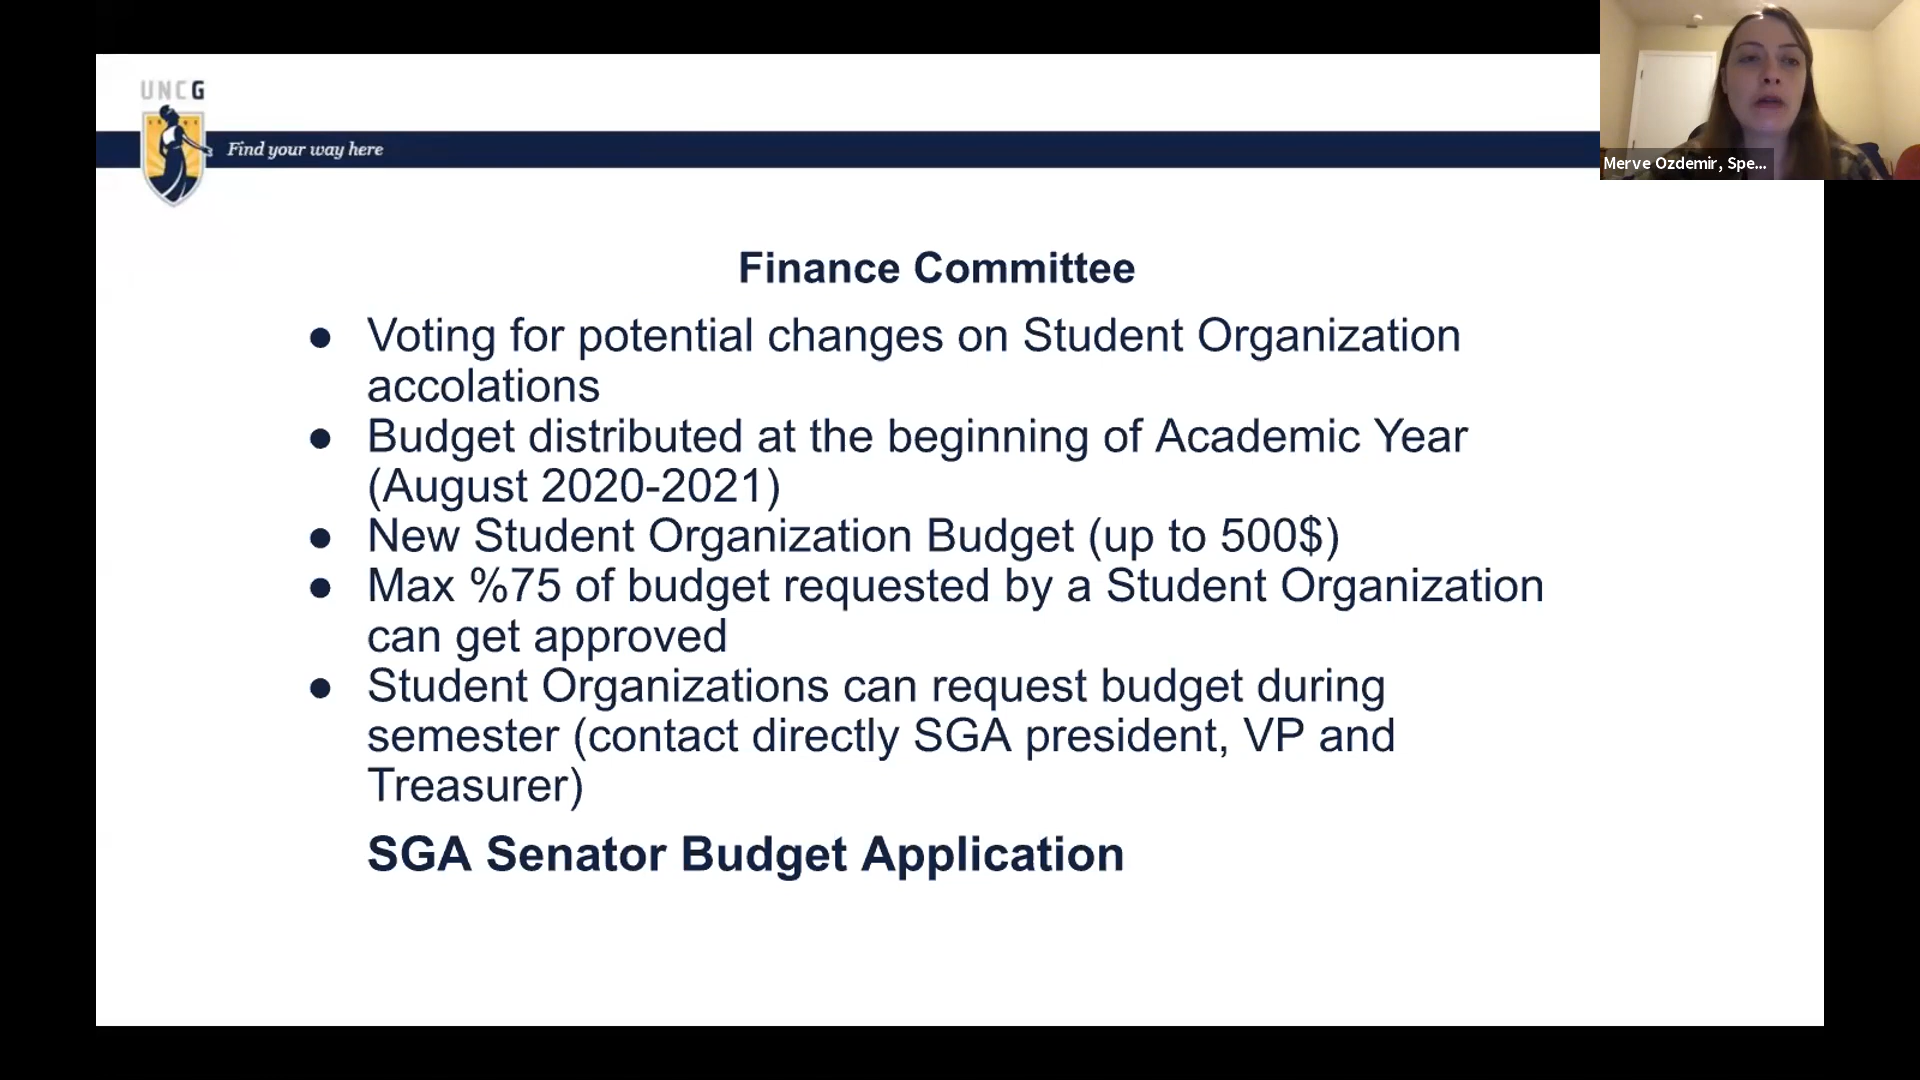 UNCG
Find your way here
Merve Ozdemir, Spe...
Finance Committee
● Voting for potential changes on Student Organization
accolations
● Budget distributed at the beginning of Academic Year
(August 2020-2021)
● New Student Organization Budget (up to 500$)
● Max %75 of budget requested by a Student Organization
can get approved
● Student Organizations can request budget during
semester (contact directly SGA president, VP and
Treasurer)
SGA Senator Budget Application